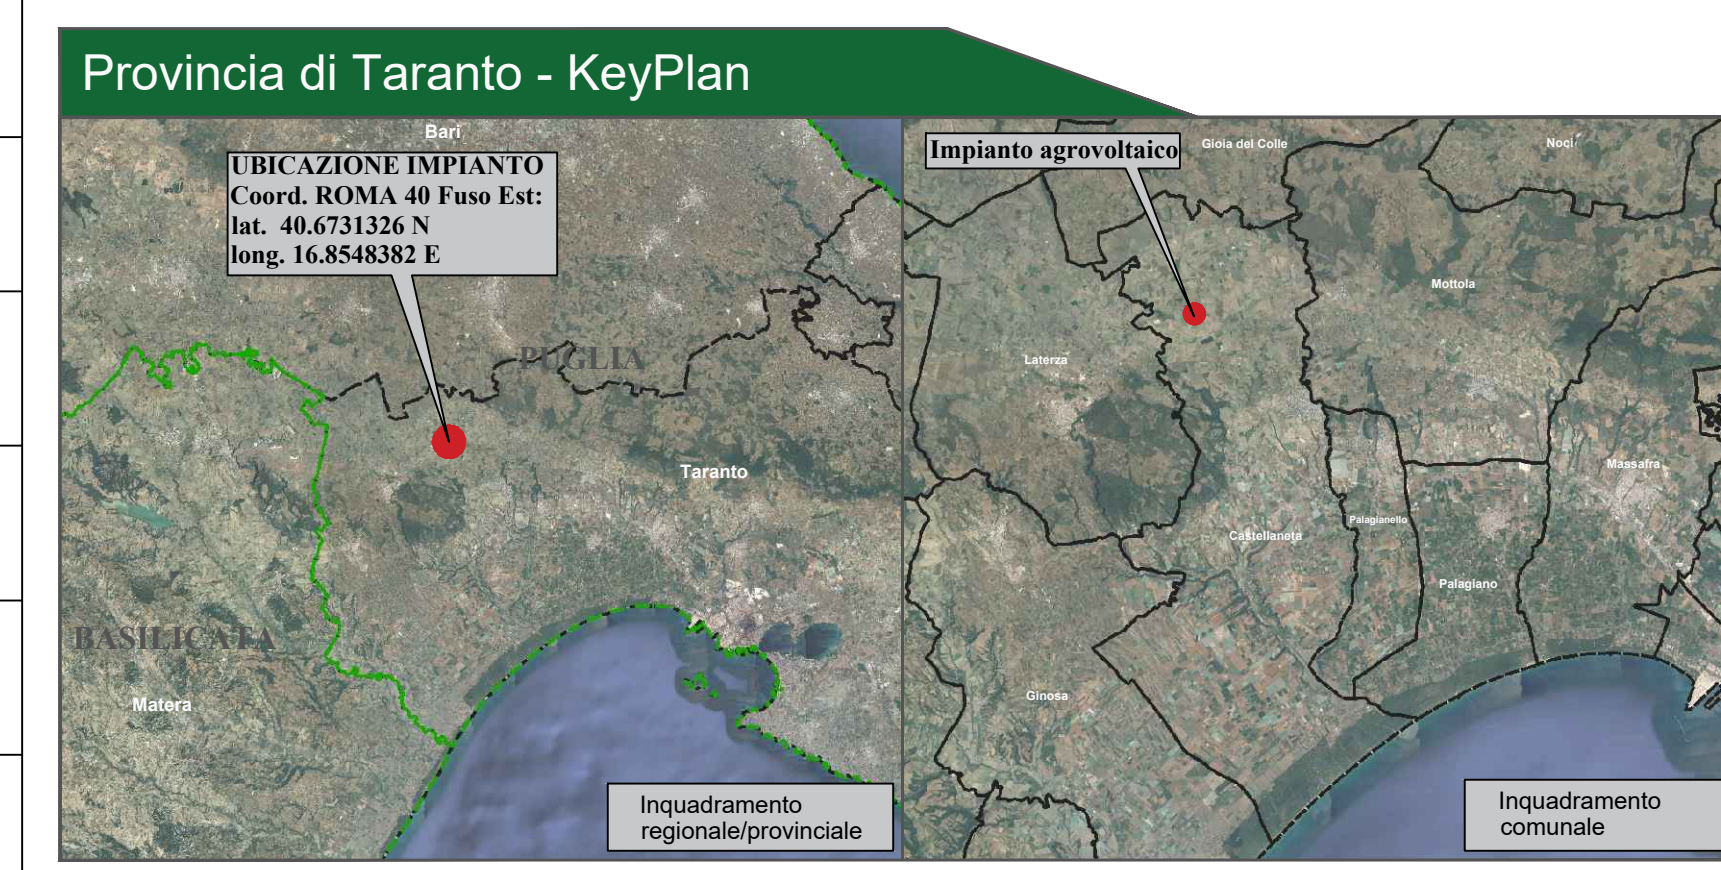 Provincia di Taranto - KeyPlan
Bari
UBICAZIONE IMPIANTO
Coord. ROMA 40 Fuso Est:
lat. 40.6731326 N
long. 16.8548382 E
PUGLIA
Taranto
BASILICATA
Matera
Inquadramento
regionale/provinciale
Impianto agrovoltaico
Gioia del Colle
Noci
Mottola
Laterza
Massafra
Palagianello
Castellaneta
Palagiano
Ginosa
Inquadramento
comunale